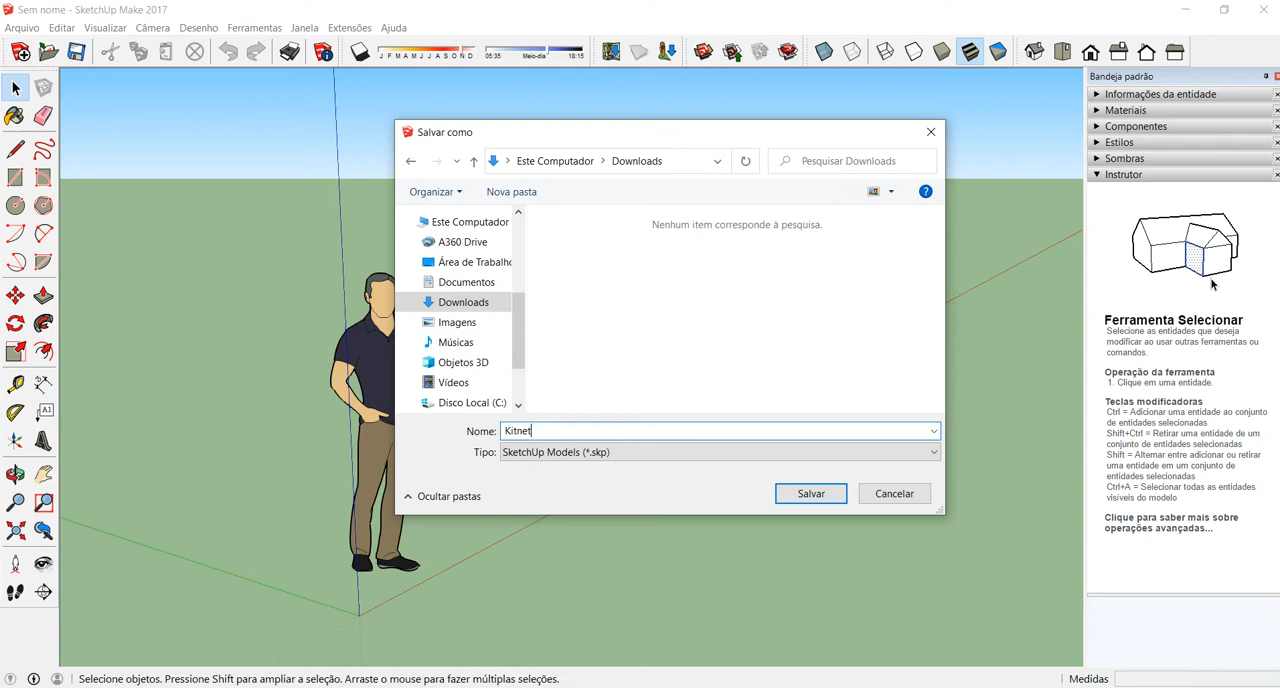 Sem nome - SketchUp Make 2017
Arquivo Editar Visualizar Câmera Desenho Ferramentas Janela Extensões Ajuda
J F M A M J J A S O N D 05:35 Meio-dia 18:15
Bandeja padrão
Informações da entidade
Materiais
Componentes
Estilos
Sombras
Instrutor
Salvar como
Este Computador Downloads Pesquisar Downloads
Organizar Nova pasta
Este Computador
A360 Drive
Área de Trabalho
Documentos
Downloads
Imagens
Músicas
Objetos 3D
Vídeos
Disco Local (C:)
Nenhum item corresponde à pesquisa.
Nome: Kitnet
Tipo: SketchUp Models (*.skp)
Ocultar pastas Salvar Cancelar
A1
Ferramenta Selecionar
Selecione as entidades que deseja
modificar ao usar outras ferramentas ou
comandos.
Operação da ferramenta
1. Clique em uma entidade.
Teclas modificadoras
Ctrl = Adicionar uma entidade ao conjunto
de entidades selecionadas
Shift+Ctrl = Retirar uma entidade de um
conjunto de entidades selecionadas
Shift = Alternar entre adicionar ou retirar
uma entidade em um conjunto de
entidades selecionadas
Ctrl+A = Selecionar todas as entidades
visíveis do modelo
Clique para saber mais sobre
operações avançadas...
Selecione objetos. Pressione Shift para ampliar a seleção. Arraste o mouse para fazer múltiplas seleções.
Medidas